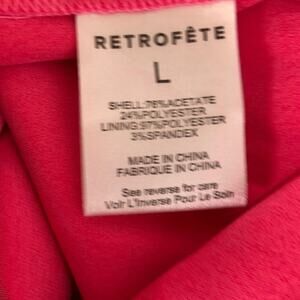 RETROFÊTE
L
SHELL:76%ACETATE
24%POLYESTER
LINING:97%POLYESTER
3%SPANDEX
MADE IN CHINA
FABRIQUE IN CHINA
See reverse for care
Voir L'Inverse Pour Le Soin